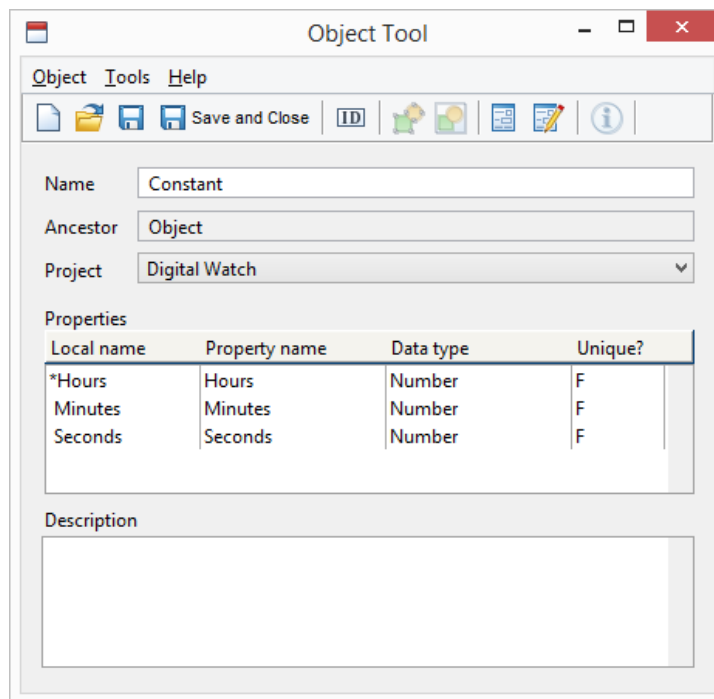 Object Tool
Object Tools Help
Save and Close ID
Name Constant
Ancestor Object
Project Digital Watch
Properties
Local name Property name Data type Unique?
*Hours Hours Number F
Minutes Minutes Number F
Seconds Seconds Number F
Description